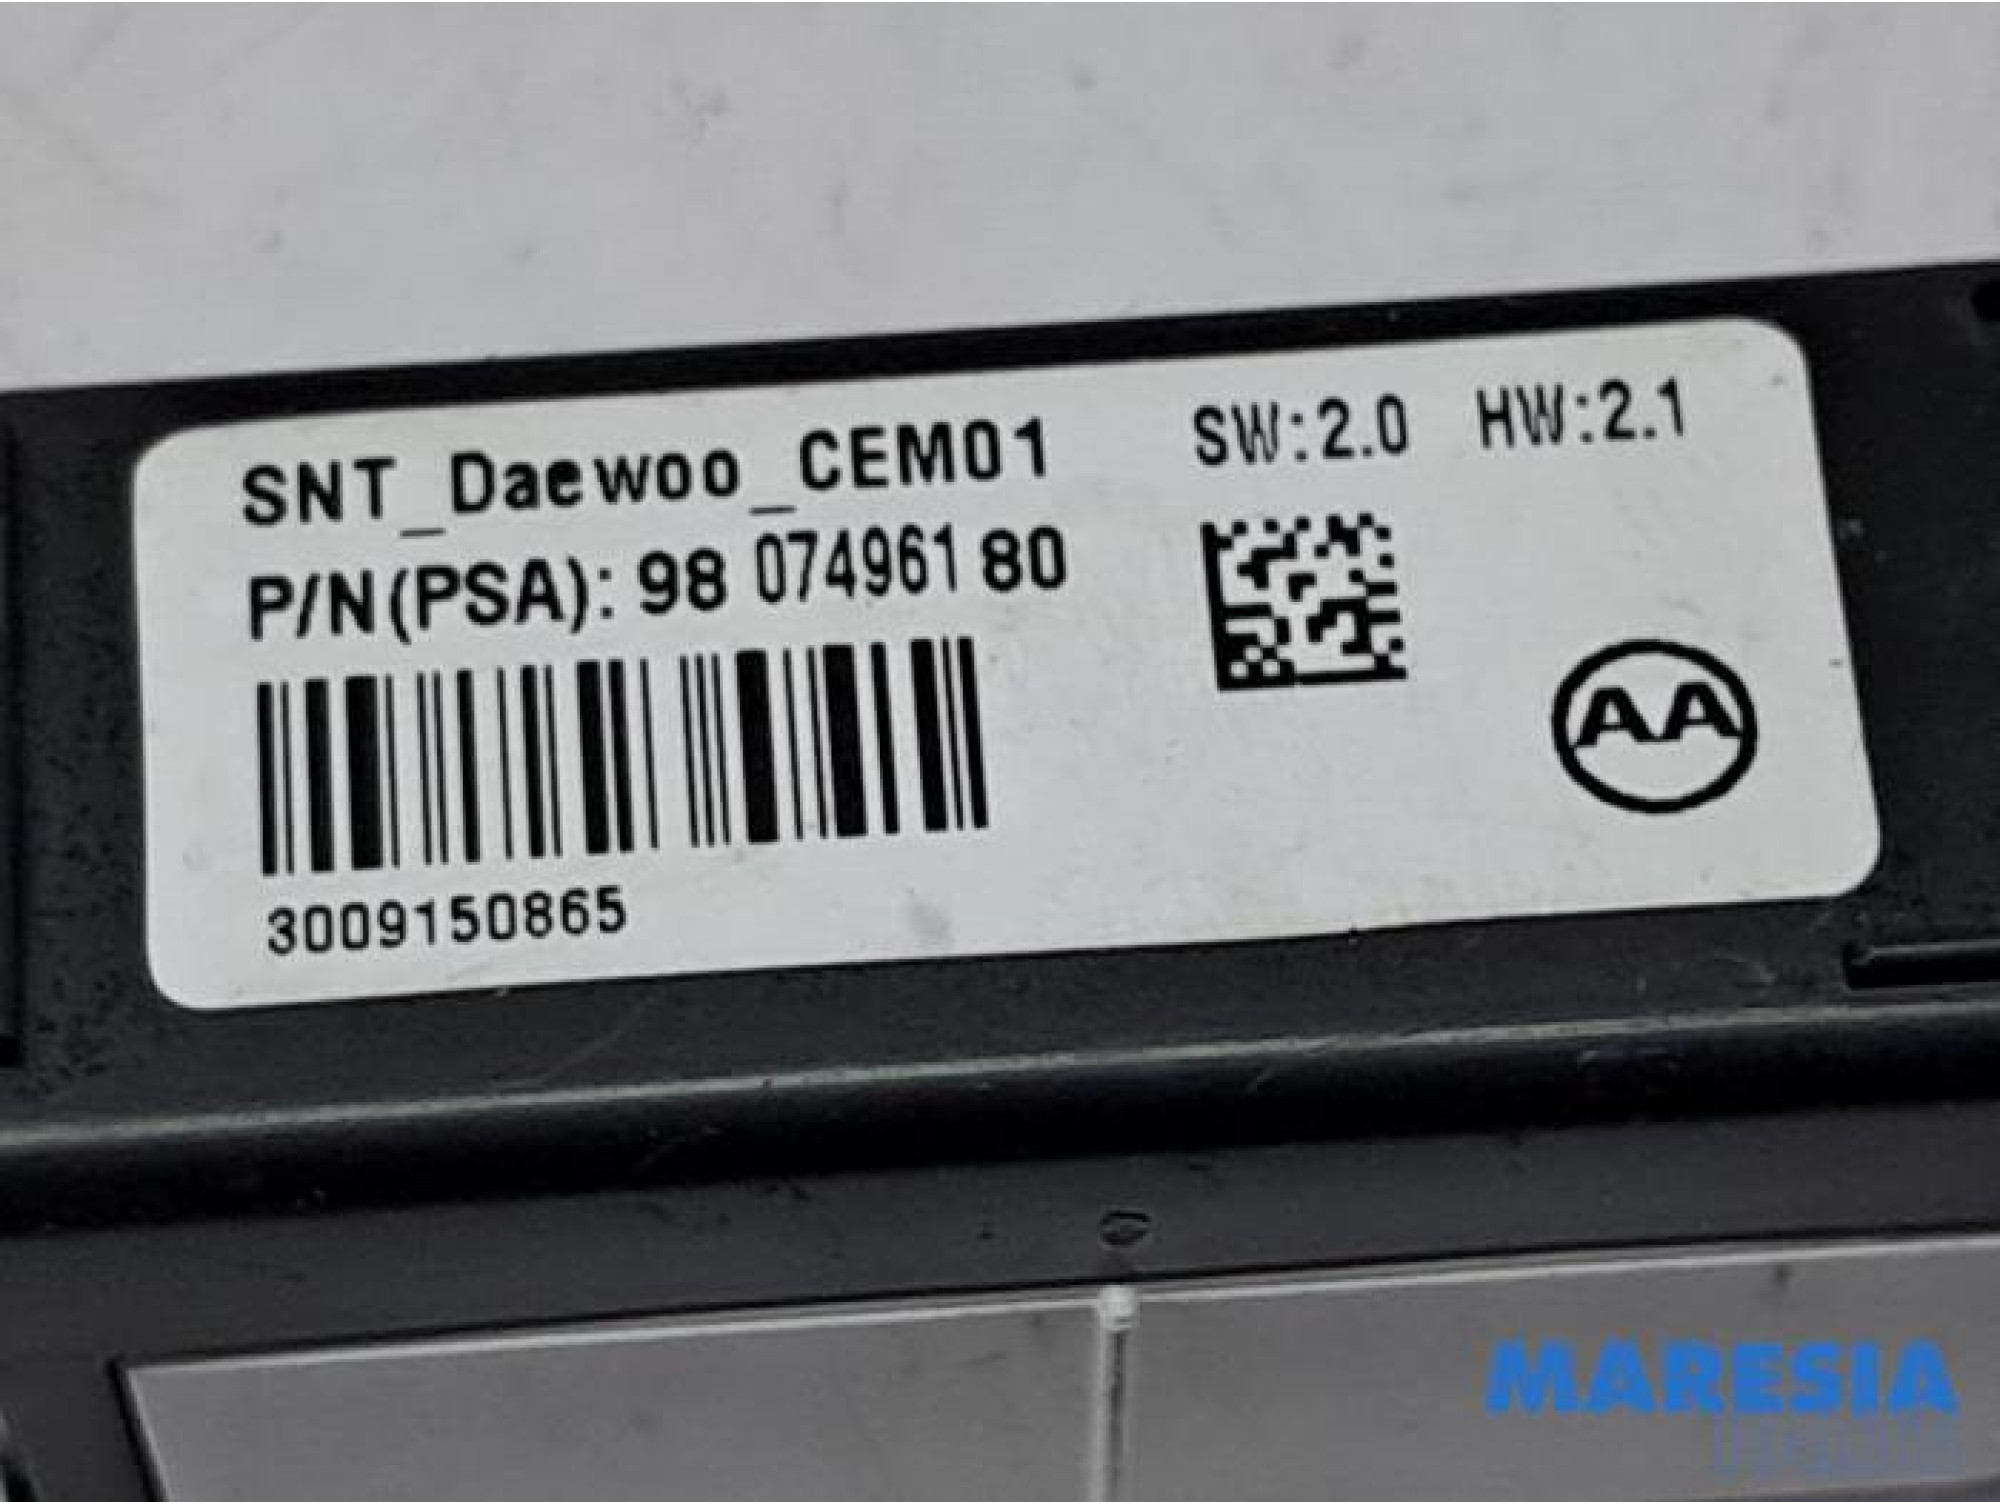 SNT_Daewoo_CEM01
SW:2.0 HW:2.1
P/N(PSA): 98 07496180
AA
3009150865
MARESIA